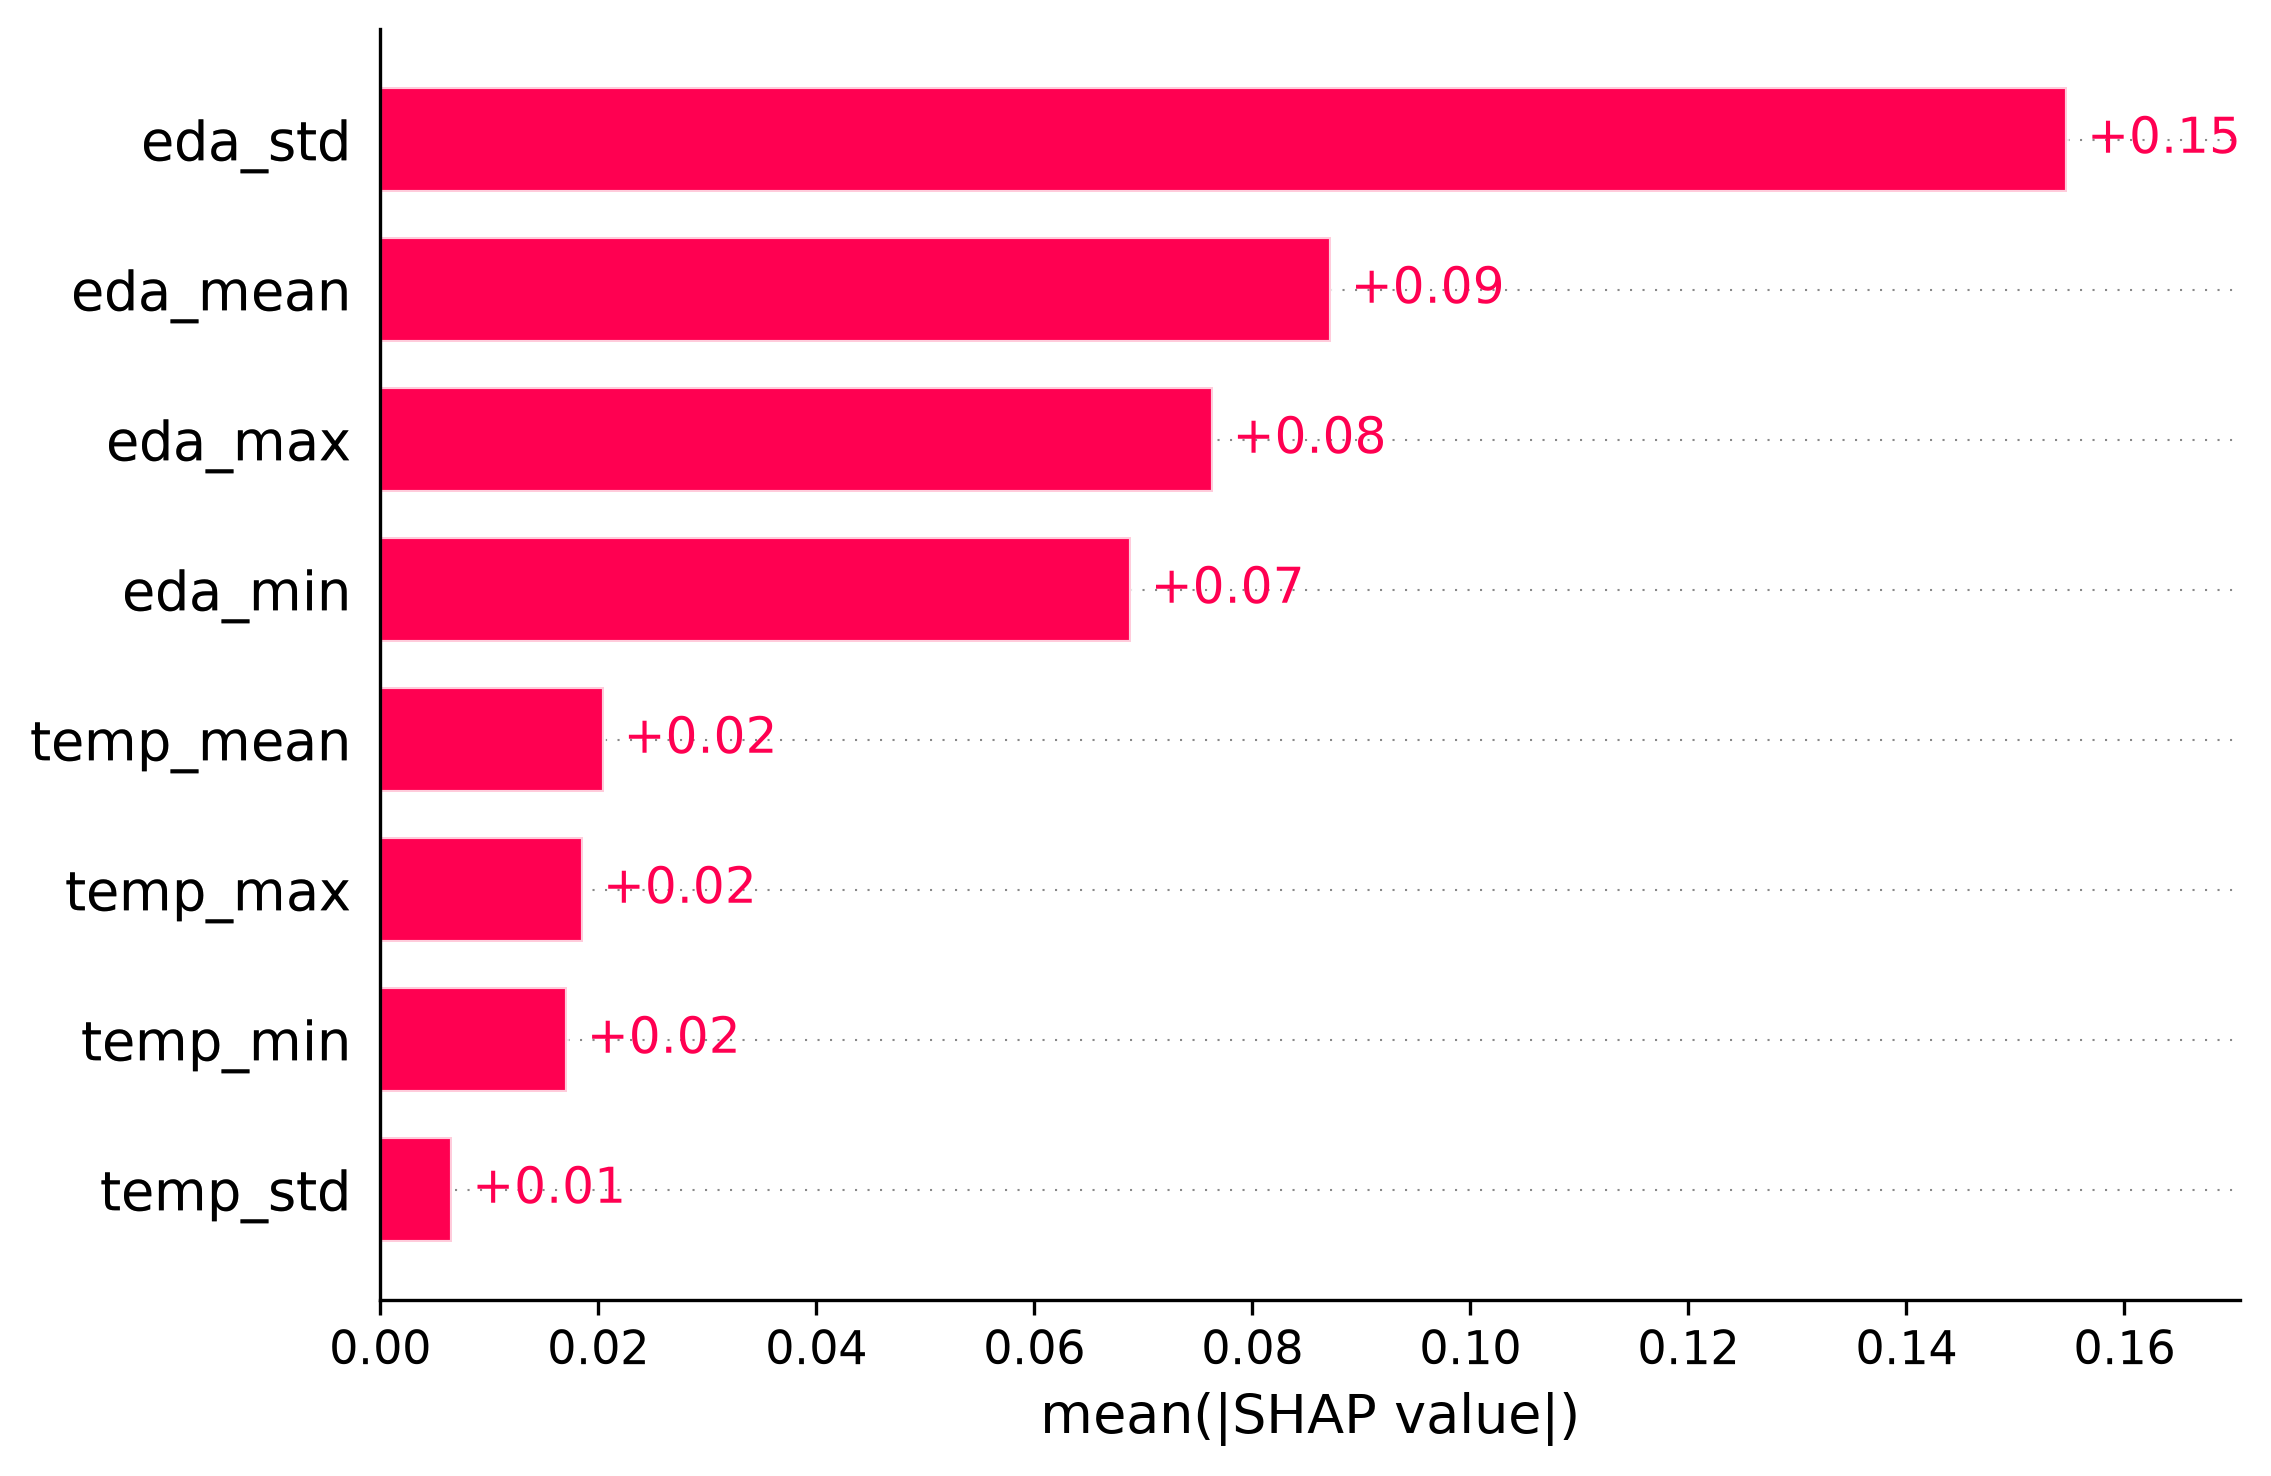 eda_std +0.15
eda_mean +0.09
eda_max +0.08
eda_min +0.07
temp_mean +0.02
temp_max +0.02
temp_min +0.02
temp_std +0.01
0.00 0.02 0.04 0.06 0.08 0.10 0.12 0.14 0.16
mean(|SHAP value|)